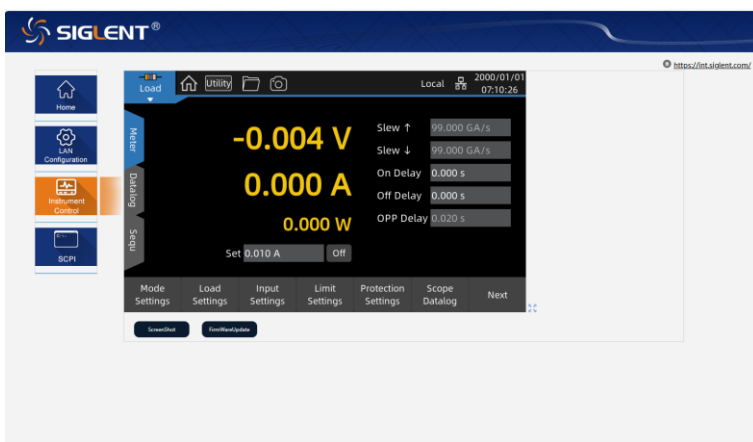 SIGLENT®
https://int.siglent.com/
Home
LAN
Configuration
Instrument
Control
SCPI
Load
Utility
Local
2000/01/01
07:10:26
Meter
Datalog
Sequ
-0.004 V
0.000 A
0.000 W
Set 0.010 A Off
Slew ↑ 99.000 GA/s
Slew ↓ 99.000 GA/s
On Delay 0.000 s
Off Delay 0.000 s
OPP Delay 0.020 s
Mode
Settings
Load
Settings
Input
Settings
Limit
Settings
Protection
Settings
Scope
Datalog
Next
ScreenShot
FirmWareUpdate